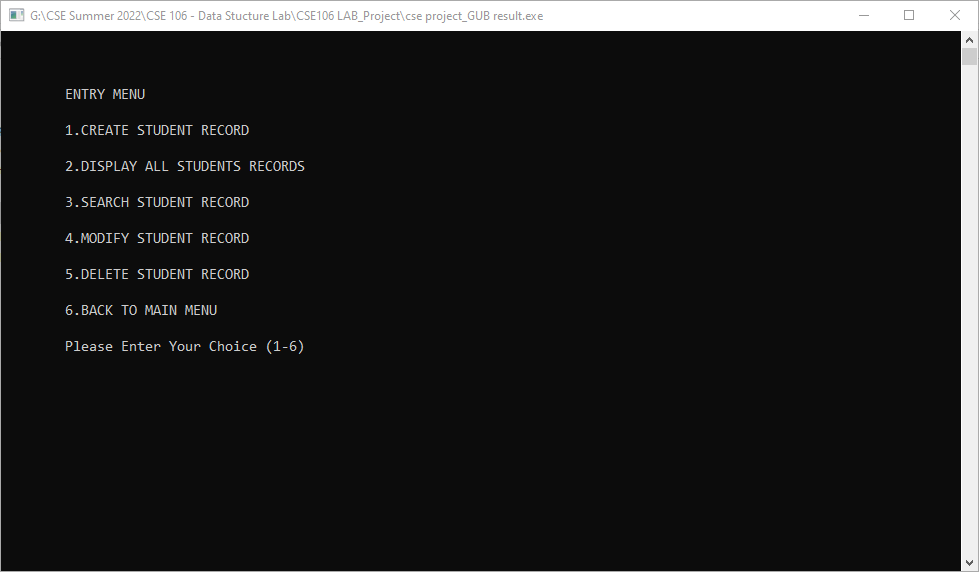 G:\CSE Summer 2022\CSE 106 - Data Stucture Lab\CSE106 LAB_Project\cse project_GUB result.exe
ENTRY MENU
1.CREATE STUDENT RECORD
2.DISPLAY ALL STUDENTS RECORDS
3.SEARCH STUDENT RECORD
4.MODIFY STUDENT RECORD
5.DELETE STUDENT RECORD
6.BACK TO MAIN MENU
Please Enter Your Choice (1-6)